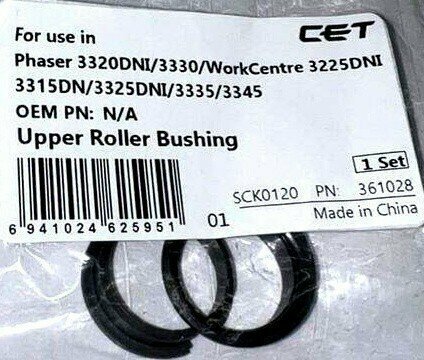 For use in
CET
Phaser 3320DNI/3330/WorkCentre 3225DNI
3315DN/3325DNI/3335/3345
OEM PN: N/A
Upper Roller Bushing
1 Set
SCK0120 PN: 361028
6 941024 625951 01
Made in China